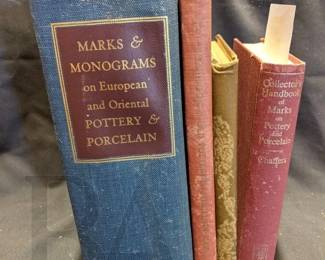 MARKS &
MONOGRAMS
on European
and Oriental
POTTERY &
PORCELAIN
Collector's
Handbook
of Marks
on Pottery
and
Porcelain
Chaffers